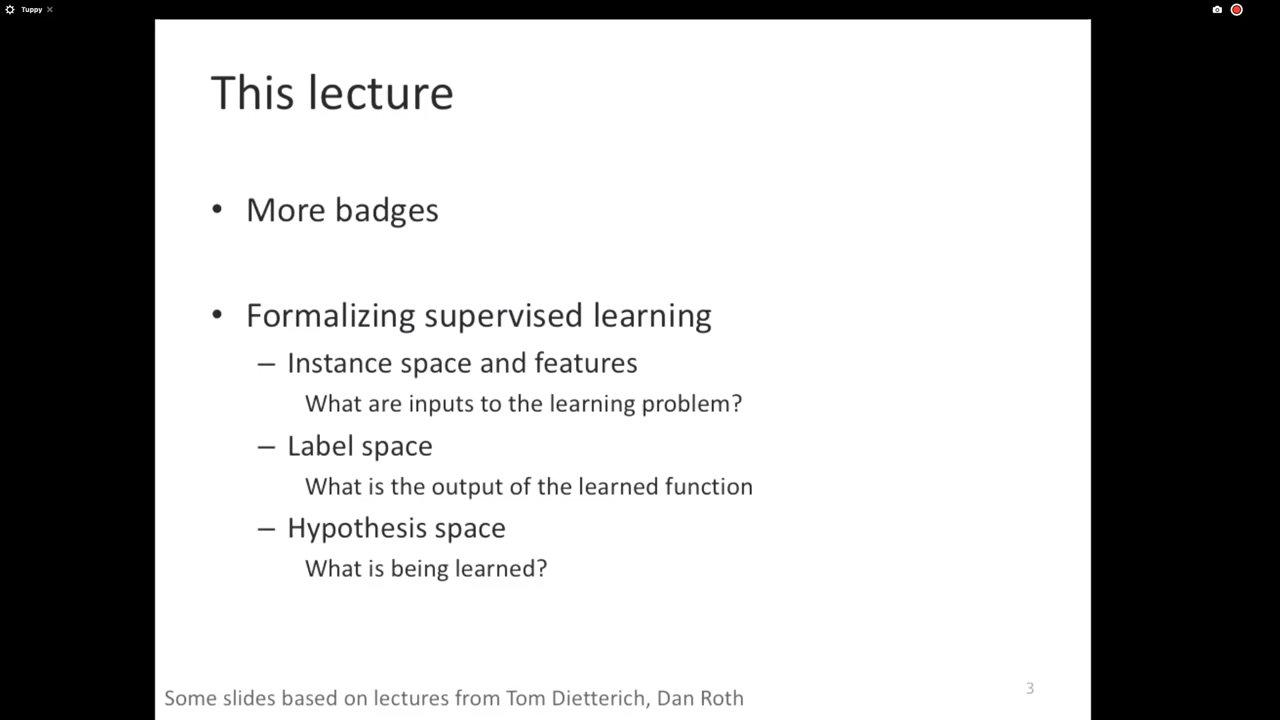 Tuppy
This lecture
• More badges
• Formalizing supervised learning
– Instance space and features
What are inputs to the learning problem?
– Label space
What is the output of the learned function
– Hypothesis space
What is being learned?
Some slides based on lectures from Tom Dietterich, Dan Roth
3